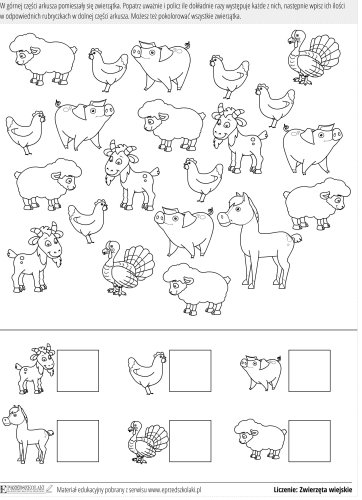 W górnej części arkusza pomieszały się zwierzątka. Popatrz uważnie i policz ile dokładnie razy występuje każde z nich, następnie wpisz ich ilości
w odpowiednich rubryczkach w dolnej części arkusza. Możesz też pokolorować wszystkie zwierzątka.
EPRZEDSZKOLAKI
Materiał edukacyjny pobrany z serwisu www.eprzedszkolaki.pl
Liczenie: Zwierzęta wiejskie